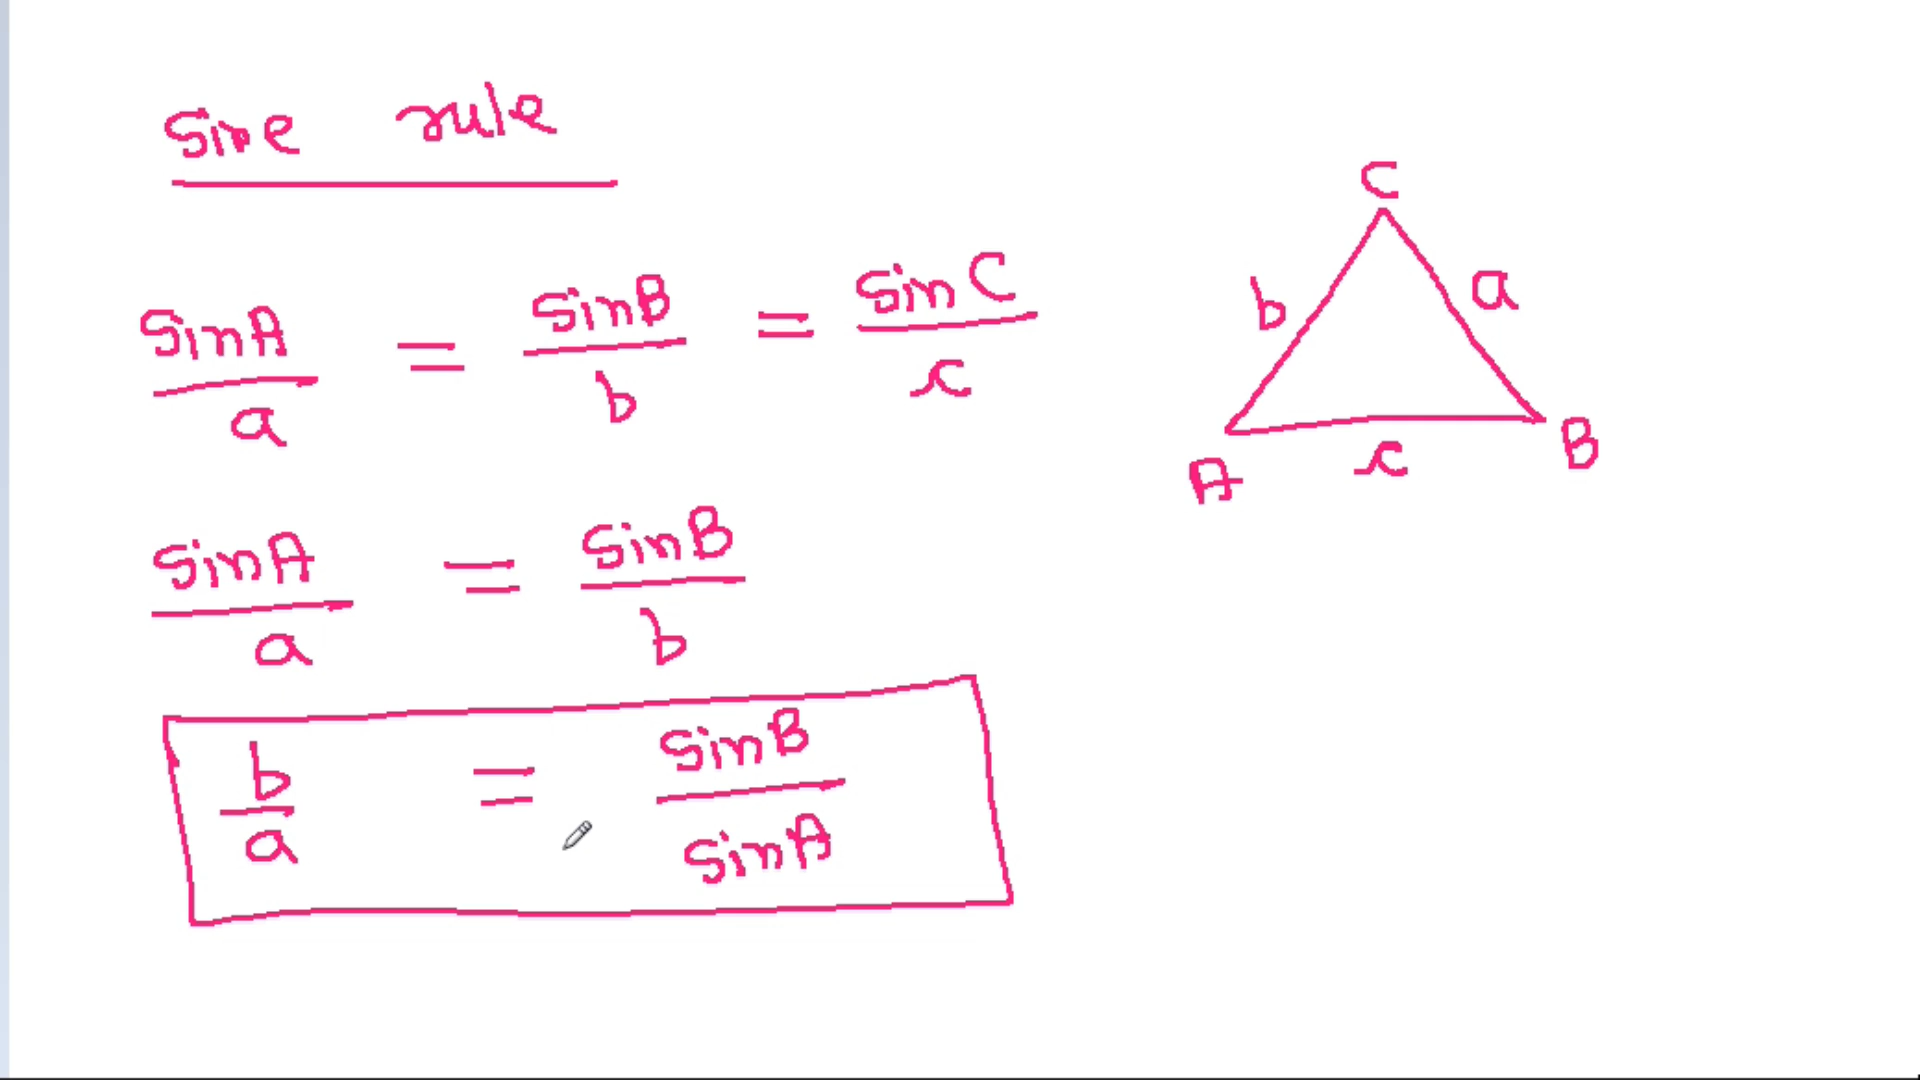 Sine rule
sinA/a = sinB/b = sinC/c
sinA/a = sinB/b
b/a = sinB/sinA
C
b a
A c B